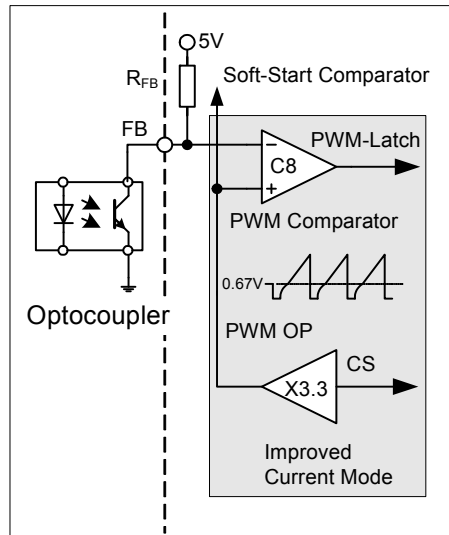 5V
R_FB
Soft-Start Comparator
FB
PWM-Latch
−
C8
+
PWM Comparator
0.67V
Optocoupler
PWM OP
CS
X3.3
Improved
Current Mode